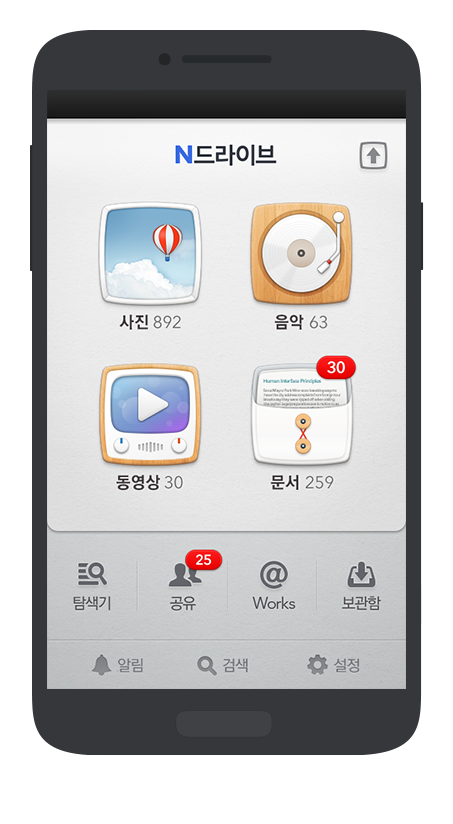 N드라이브
사진 892
음악 63
30
Human Interface Principles
동영상 30
문서 259
25
탐색기
공유
@
Works
보관함
알림
검색
설정